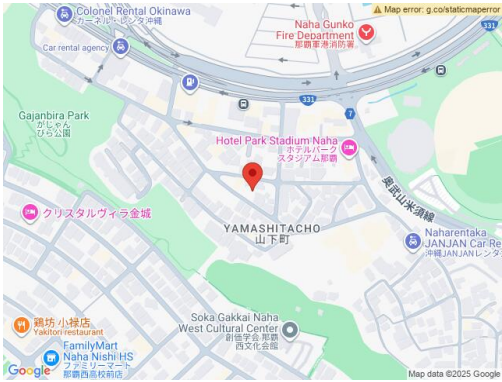 Colonel Rental Okinawa
カーネル・レンタ沖縄
Map error: g.co/staticmaperror
Naha Gunko
Fire Department
那覇軍港消防署
331
Car rental agency
Gajanbira Park
がじゃん
びら公園
331
7
Hotel Park Stadium Naha
ホテルパーク
スタジアム那覇
奥武山米須線
クリスタルヴィラ金城
YAMASHITACHO
山下町
Naharentaka
JANJAN Car Re
沖縄JANJANレンタ
Soka Gakkai Naha
West Cultural Center
創価学会 那覇
西文化会館
鶏坊 小禄店
Yakitori restaurant
FamilyMart
Naha Nishi HS
ファミリーマート
那覇西高校前店
Google
Map data ©2025 Google